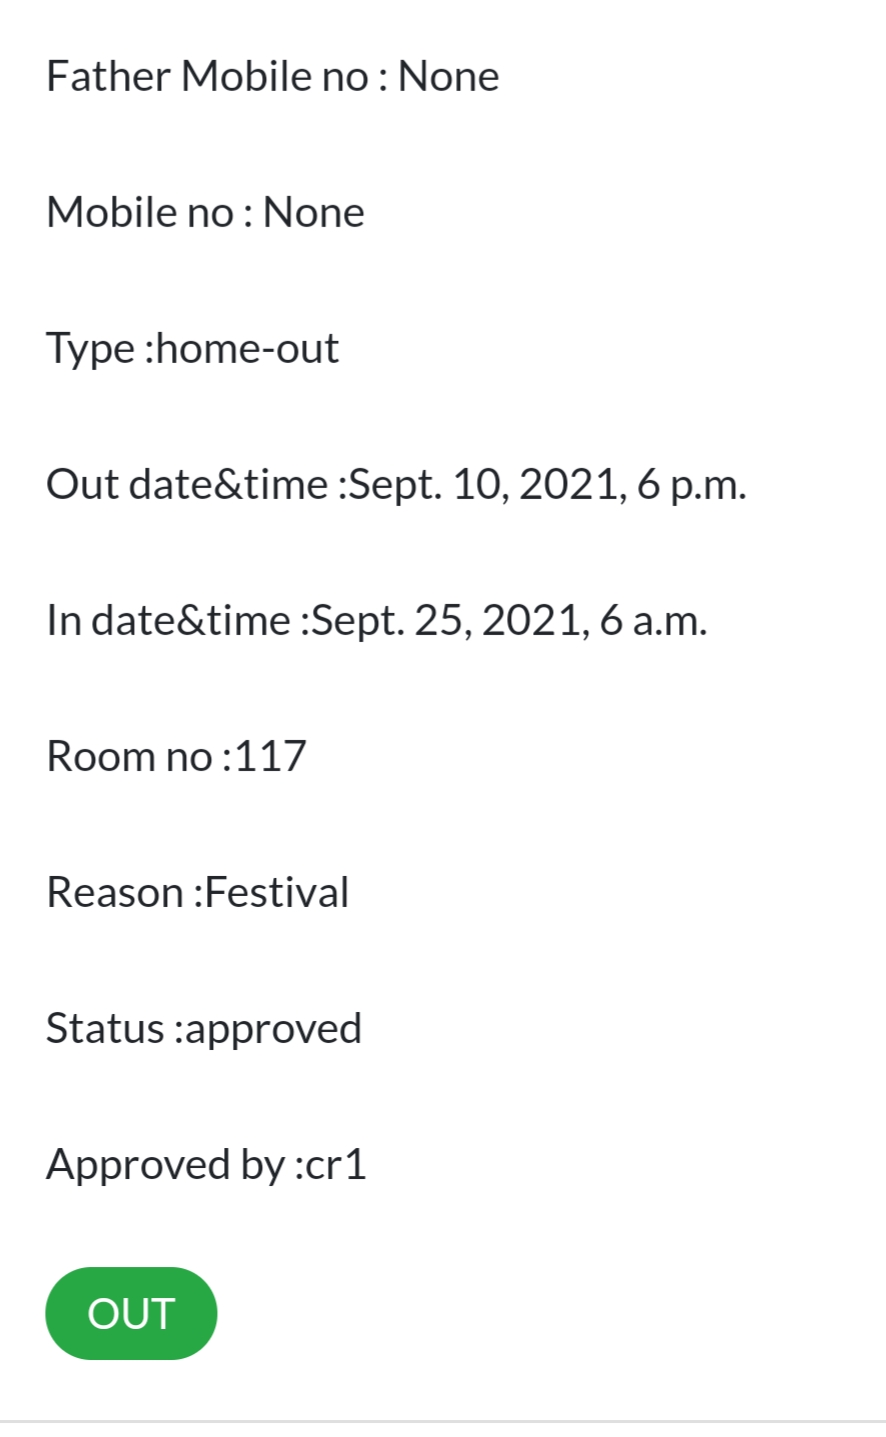 Father Mobile no : None
Mobile no : None
Type :home-out
Out date&time :Sept. 10, 2021, 6 p.m.
In date&time :Sept. 25, 2021, 6 a.m.
Room no :117
Reason :Festival
Status :approved
Approved by :cr1
OUT